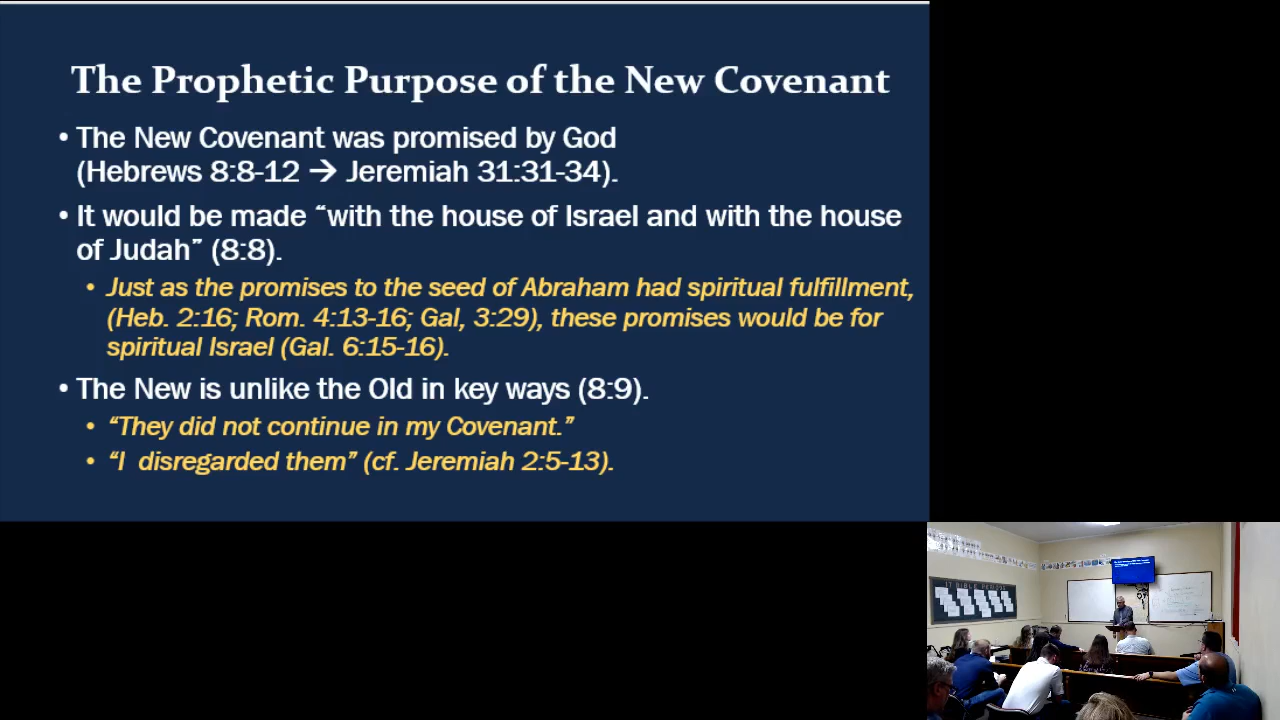 The Prophetic Purpose of the New Covenant
• The New Covenant was promised by God
(Hebrews 8:8-12 → Jeremiah 31:31-34).
• It would be made “with the house of Israel and with the house
of Judah” (8:8).
• Just as the promises to the seed of Abraham had spiritual fulfillment,
(Heb. 2:16; Rom. 4:13-16; Gal, 3:29), these promises would be for
spiritual Israel (Gal. 6:15-16).
• The New is unlike the Old in key ways (8:9).
• “They did not continue in my Covenant.”
• “I disregarded them” (cf. Jeremiah 2:5-13).
17 BIBLE PERIODS